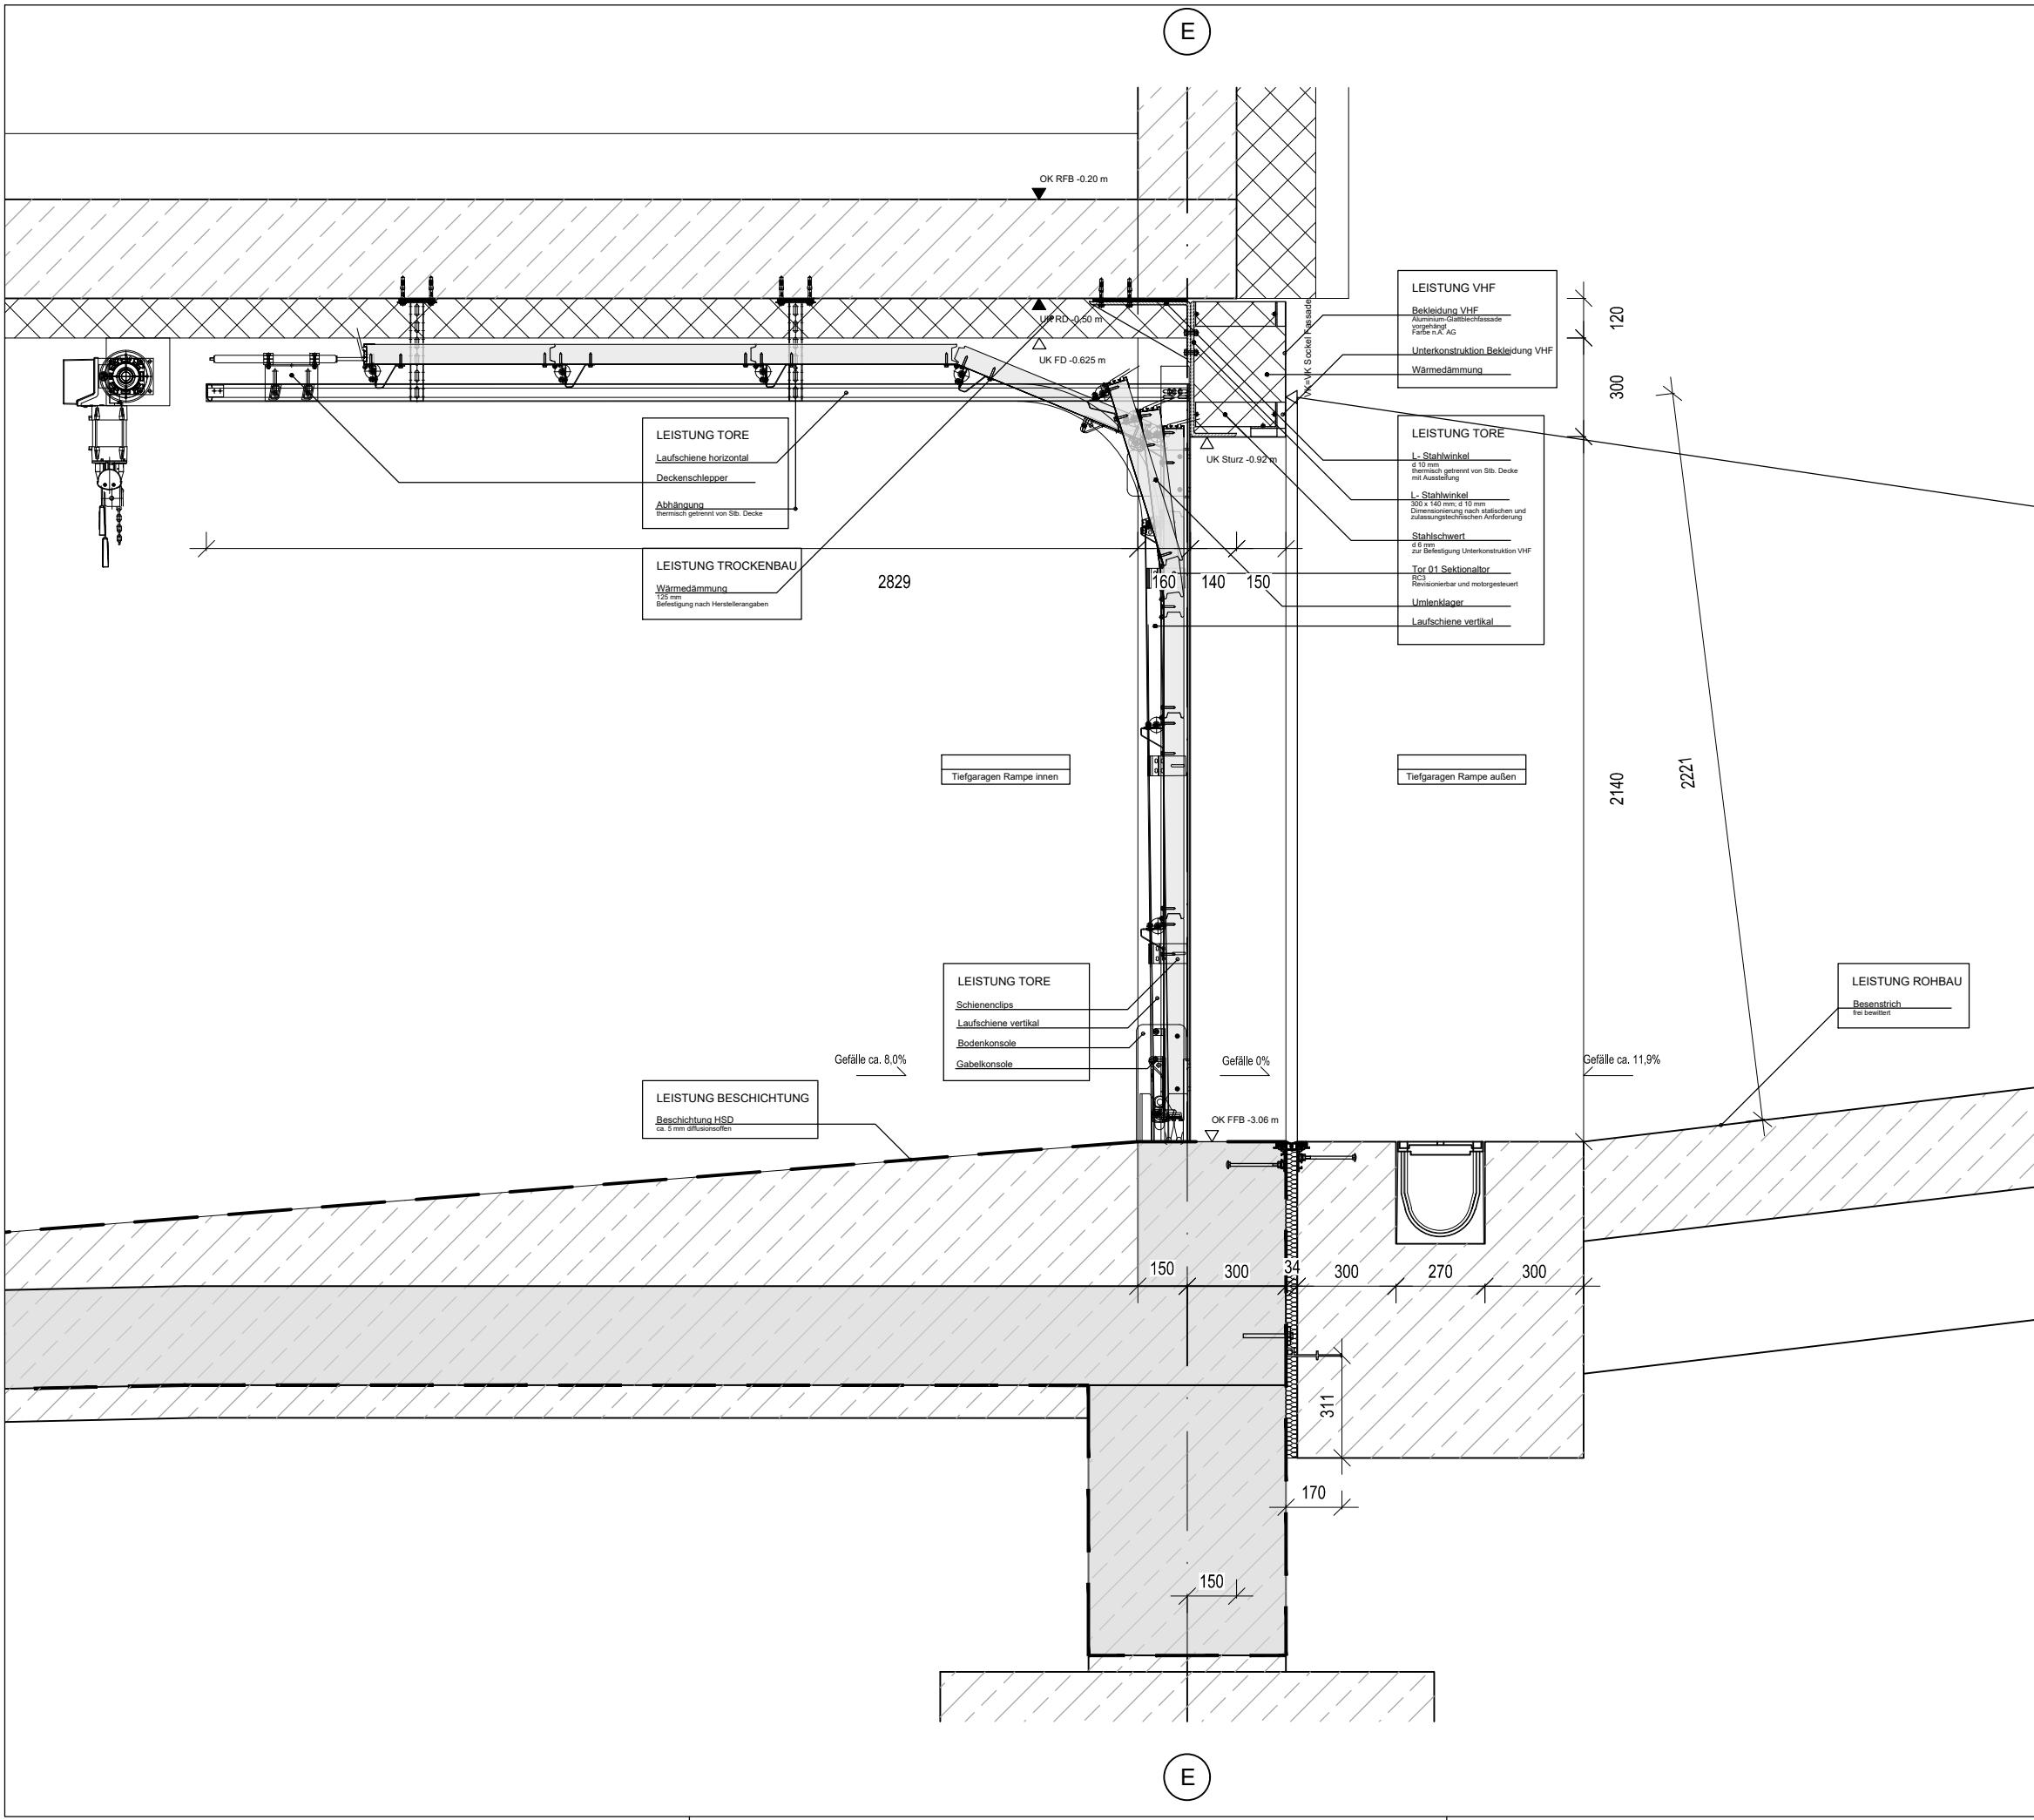 E
OK RFB -0.20 m
LEISTUNG VHF
Bekleidung VHF
Aluminium-Glattblechfassade
vorgehängt
Farbe n.A. AG
Unterkonstruktion Bekleidung VHF
Wärmedämmung
120
300
VK=VK Sockel Fassade
UK RD -0,50 m
UK FD -0.625 m
UK Sturz -0.92 m
LEISTUNG TORE
Laufschiene horizontal
Deckenschlepper
Abhängung
thermisch getrennt von Stb. Decke
LEISTUNG TORE
L- Stahlwinkel
d 10 mm
thermisch getrennt von Stb. Decke
mit Aussteifung
L- Stahlwinkel
300 x 140 mm; d 10 mm
Dimensionierung nach statischen und
zulassungstechnischen Anforderung
Stahlschwert
d 6 mm
zur Befestigung Unterkonstruktion VHF
Tor 01 Sektionaltor
RC3
Revisionierbar und motorgesteuert
Umlenklager
Laufschiene vertikal
LEISTUNG TROCKENBAU
Wärmedämmung
125 mm
Befestigung nach Herstellerangaben
2829
160
140
150
Tiefgaragen Rampe innen
Tiefgaragen Rampe außen
2140
2221
LEISTUNG TORE
Schienenclips
Laufschiene vertikal
Bodenkonsole
Gabelkonsole
LEISTUNG ROHBAU
Besenstrich
frei bewittert
Gefälle ca. 8,0%
Gefälle 0%
Gefälle ca. 11,9%
LEISTUNG BESCHICHTUNG
Beschichtung HSD
ca. 5 mm diffusionsoffen
OK FFB -3.06 m
150
300
34
300
270
300
311
170
150
E